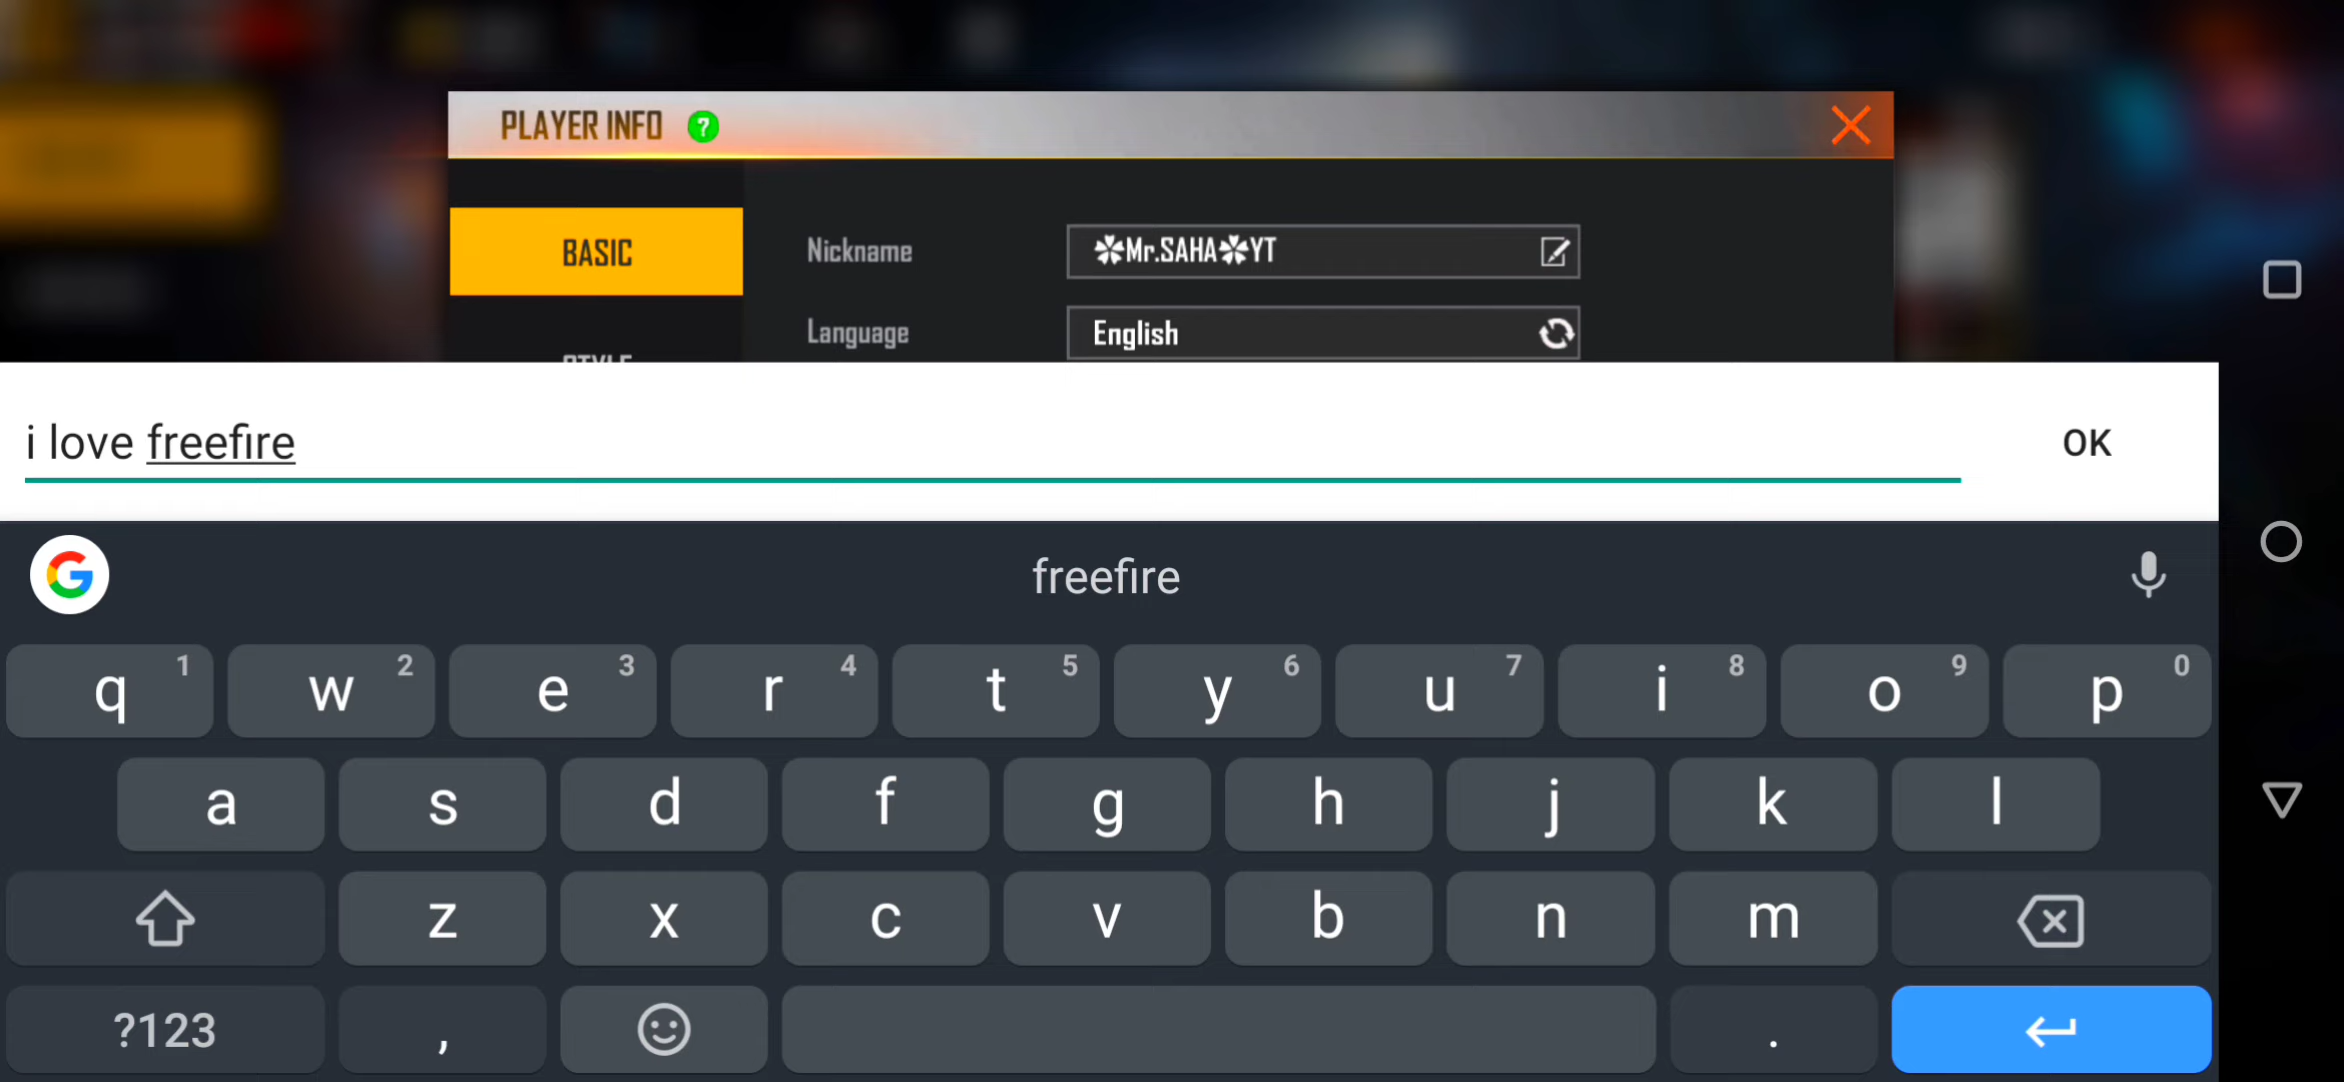 PLAYER INFO ?
BASIC
Nickname
✽Mr.SAHA✽YT
Language
English
STYLE
i love freefire
OK
G
freefire
q 1 w 2 e 3 r 4 t 5 y 6 u 7 i 8 o 9 p 0
a s d f g h j k l
z x c v b n m
?123 , .